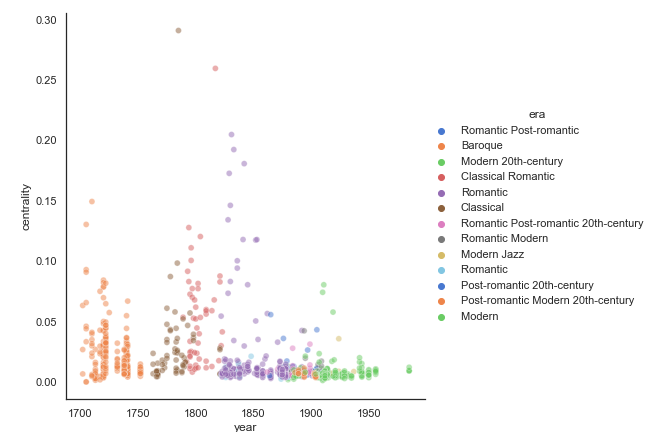 0.30
0.25
0.20
0.15
0.10
0.05
0.00
centrality
1700 1750 1800 1850 1900 1950
year
era
Romantic Post-romantic
Baroque
Modern 20th-century
Classical Romantic
Romantic
Classical
Romantic Post-romantic 20th-century
Romantic Modern
Modern Jazz
Romantic
Post-romantic 20th-century
Post-romantic Modern 20th-century
Modern